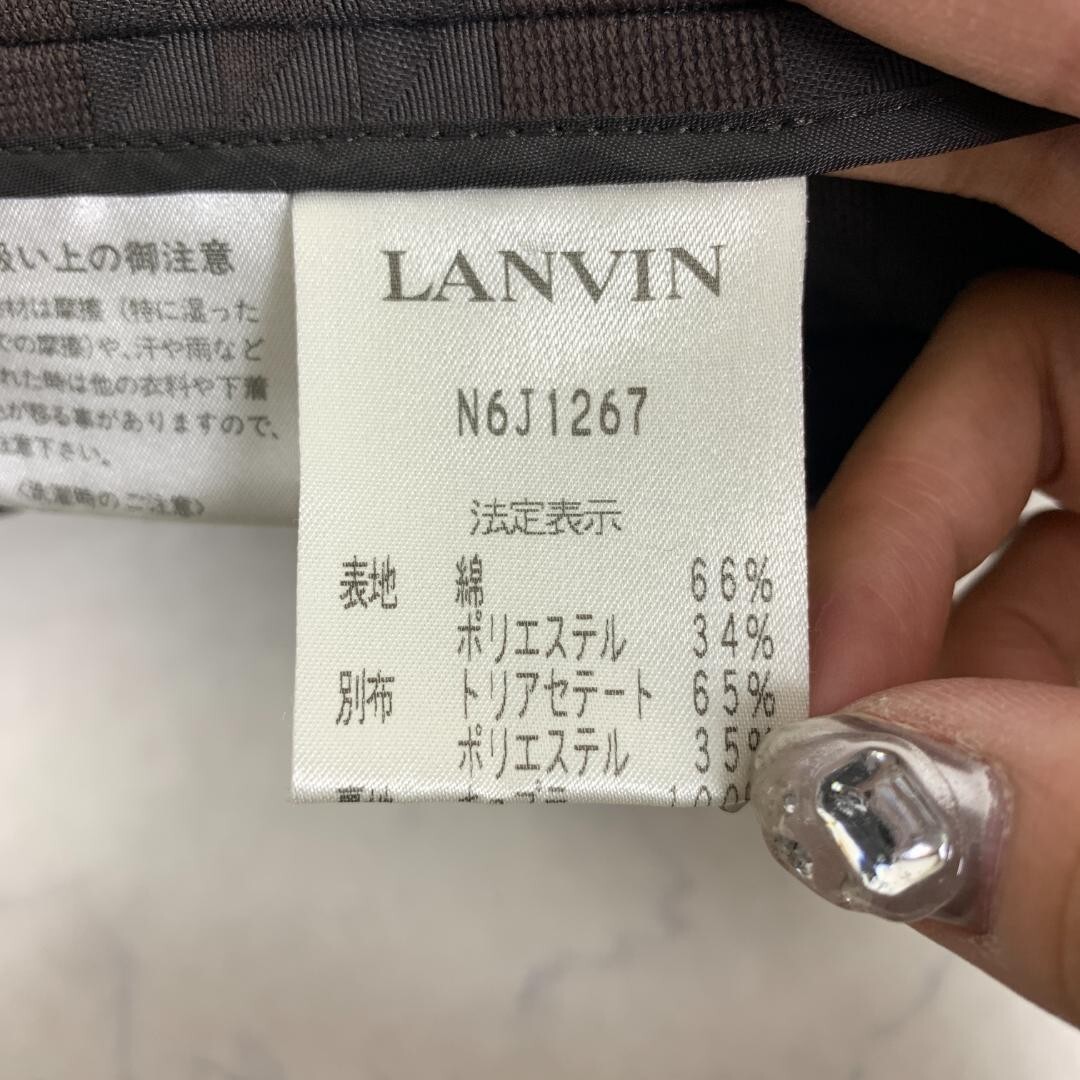 吸い上の御注意
材は摩擦(特に湿った
での摩擦)や、汗や雨など
れた時は他の衣料や下着
が移る事がありますので、
注意下さい。
〈洗濯時のご注意〉
LANVIN
N6J1267
法定表示
表地 綿 66%
ポリエステル 34%
別布 トリアセテート 65%
ポリエステル 35%